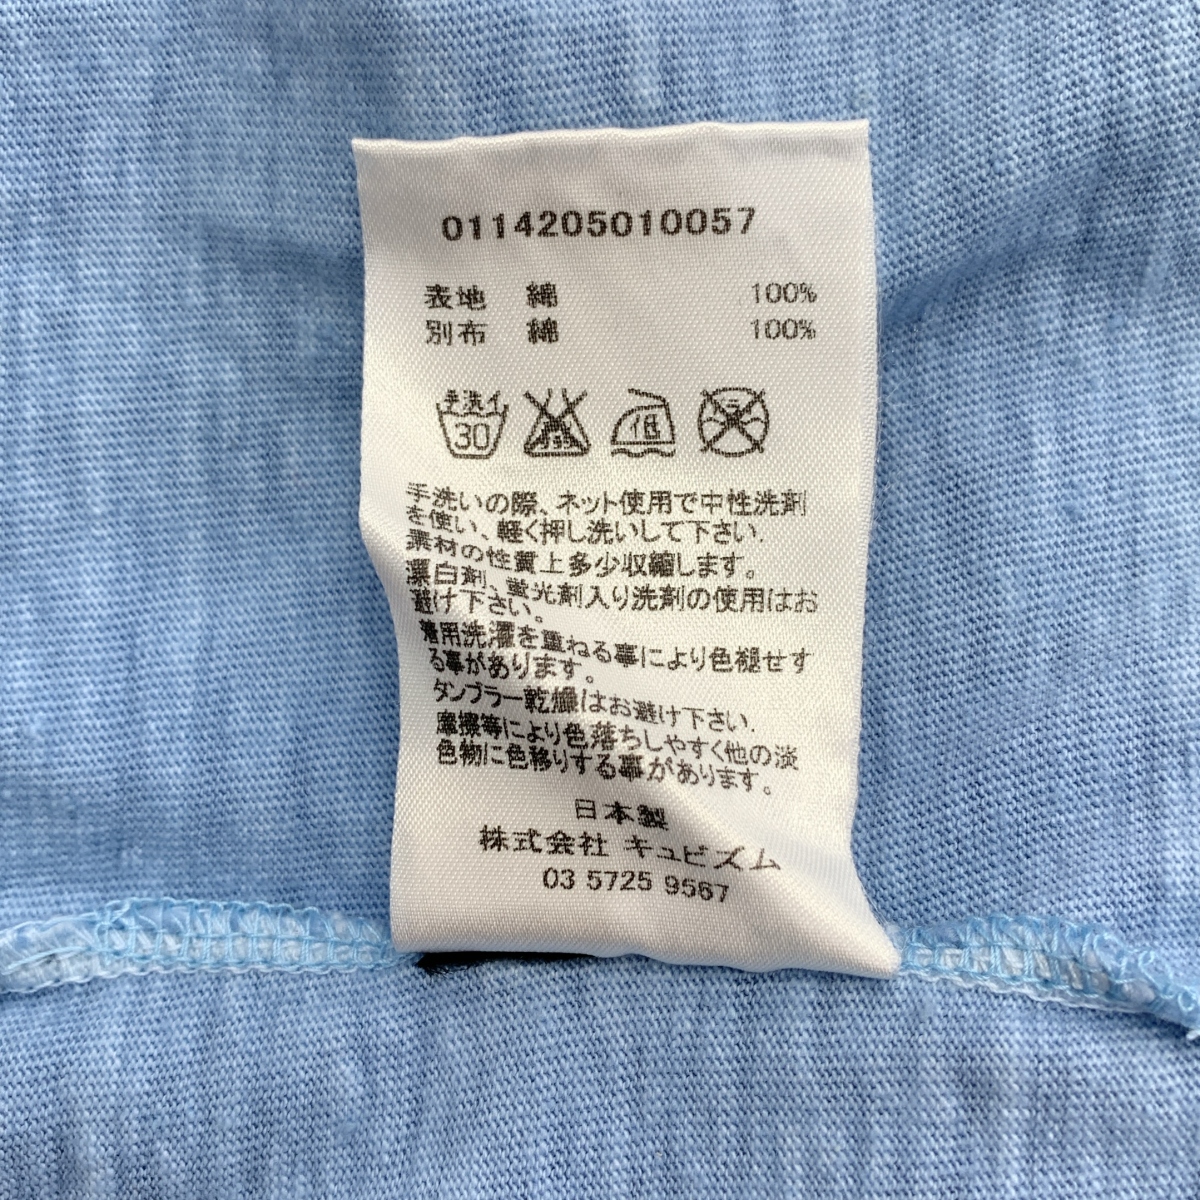 0114205010057
表地 綿 100%
別布 綿 100%
手洗イ 30 低
手洗いの際、ネット使用で中性洗剤
を使い、軽く押し洗いして下さい.
素材の性質上多少収縮します。
漂白剤、蛍光剤入り洗剤の使用はお
避け下さい。
着用洗濯を重ねる事により色褪せす
る事があります。
タンブラー乾燥はお避け下さい.
摩擦等により色落ちしやすく他の淡
色物に色移りする事があります。
日本製
株式会社 キュビズム
03 5725 9567